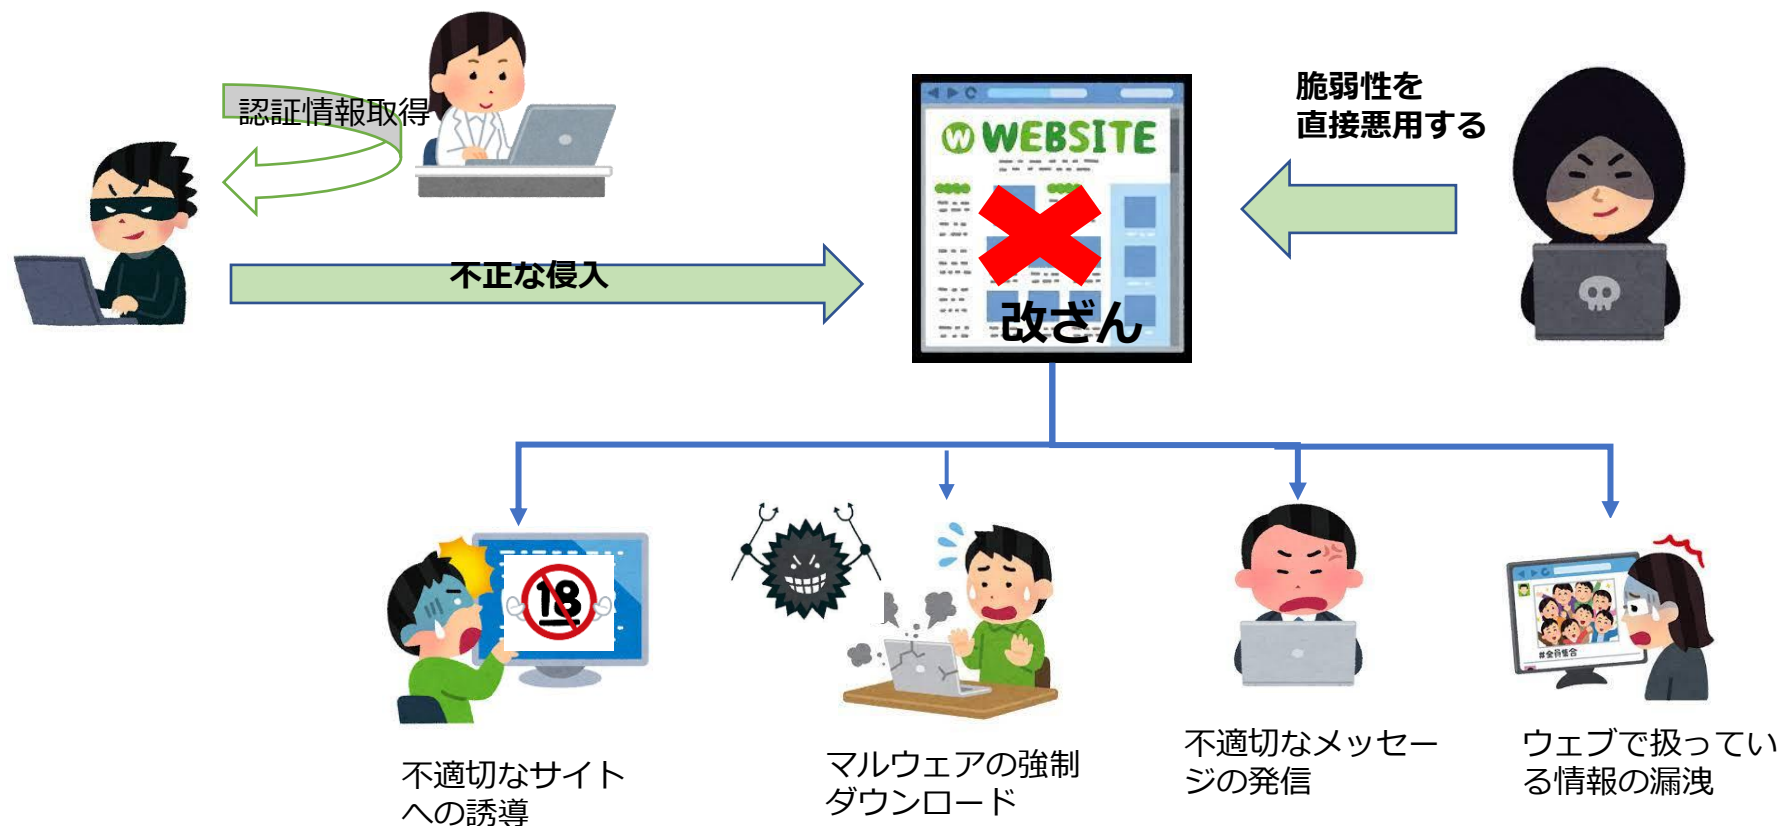 認証情報取得
不正な侵入
WEBSITE
改ざん
脆弱性を
直接悪用する
18
#全員集合
不適切なサイト
への誘導
マルウェアの強制
ダウンロード
不適切なメッセー
ジの発信
ウェブで扱ってい
る情報の漏洩